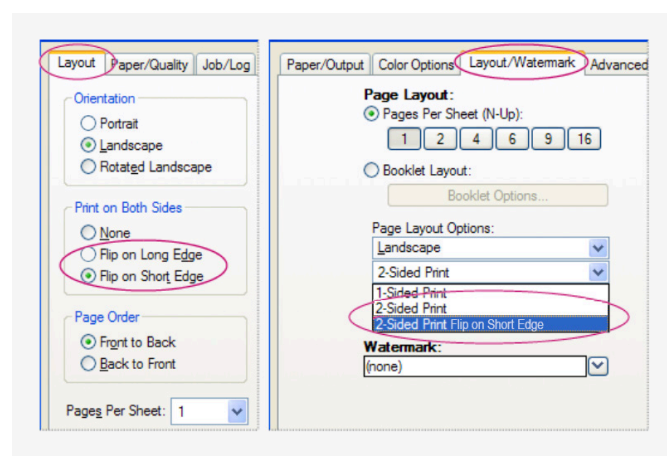 Layout Paper/Quality Job/Log
Orientation
Portrait
Landscape
Rotated Landscape
Print on Both Sides
None
Flip on Long Edge
Flip on Short Edge
Page Order
Front to Back
Back to Front
Pages Per Sheet: 1
Paper/Output Color Options Layout/Watermark Advanced
Page Layout:
Pages Per Sheet (N-Up):
1 2 4 6 9 16
Booklet Layout:
Booklet Options...
Page Layout Options:
Landscape
2-Sided Print
1-Sided Print
2-Sided Print
2-Sided Print Flip on Short Edge
Watermark:
(none)